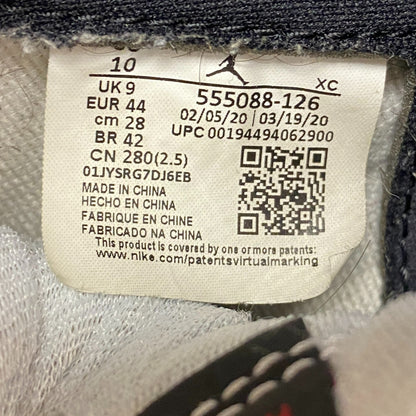 10
XC
UK 9
555088-126
EUR 44
02/05/20 | 03/19/20
cm 28
UPC 00194494062900
BR 42
CN 280(2.5)
01JYSRG7DJ6EB
MADE IN CHINA
HECHO EN CHINA
FABRIQUE EN CHINE
FABRICADO NA CHINA
This product is covered by one or more patents. See
www.nike.com/patentsvirtualmarking